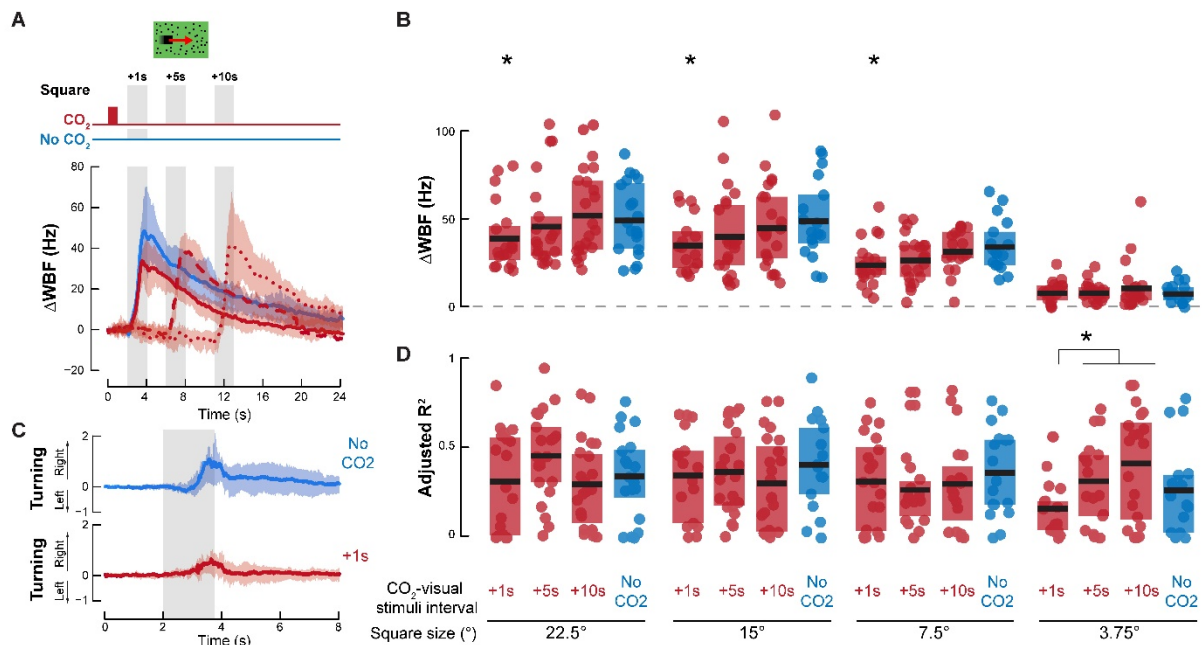 A
+1s +5s +10s
Square
CO2
No CO2
80
60
40
20
0
−20
ΔWBF (Hz)
0 4 8 12 16 20 24
Time (s)
B
* * *
100
50
0
ΔWBF (Hz)
C
Turning
Left Right
2
0
−1
No
CO2
Turning
Left Right
2
0
−1
+1s
0 2 4 6 8
Time (s)
D
*
1
0.5
0
Adjusted R²
CO2-visual
stimuli interval
+1s +5s +10s No CO2 +1s +5s +10s No CO2 +1s +5s +10s No CO2 +1s +5s +10s No CO2
Square size (°) 22.5° 15° 7.5° 3.75°